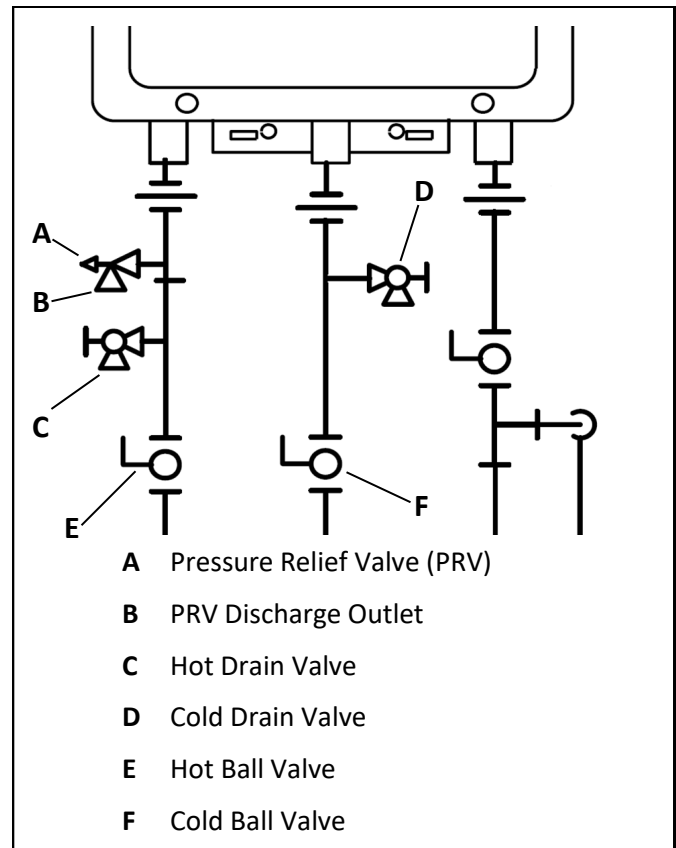 D
A
B
C
E
F
A Pressure Relief Valve (PRV)
B PRV Discharge Outlet
C Hot Drain Valve
D Cold Drain Valve
E Hot Ball Valve
F Cold Ball Valve